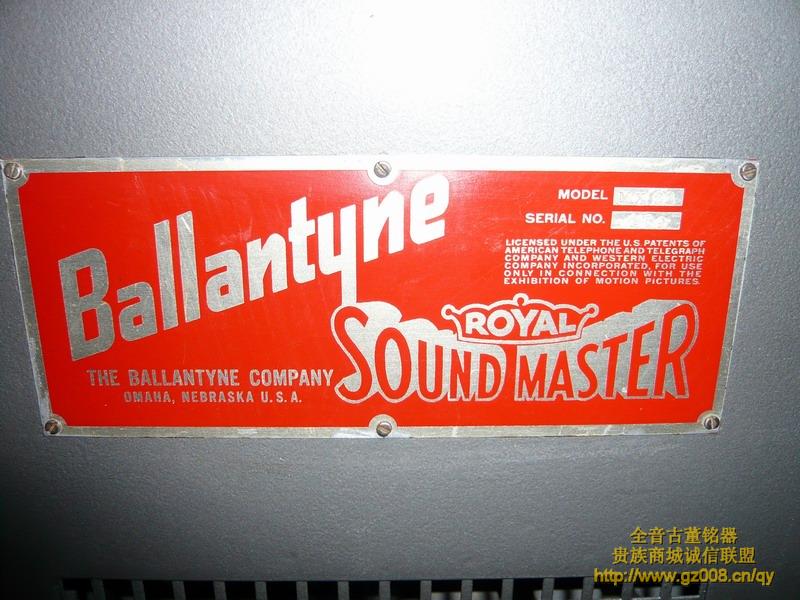 Ballantyne
MODEL
SERIAL NO.
LICENSED UNDER THE U.S. PATENTS OF
AMERICAN TELEPHONE AND TELEGRAPH
COMPANY AND WESTERN ELECTRIC
COMPANY INCORPORATED, FOR USE
ONLY IN CONNECTION WITH THE
EXHIBITION OF MOTION PICTURES.
ROYAL
SOUND MASTER
THE BALLANTYNE COMPANY
OMAHA, NEBRASKA U.S.A.
全音古董铭器
贵族商城诚信联盟
http://www.gz008.cn/qy